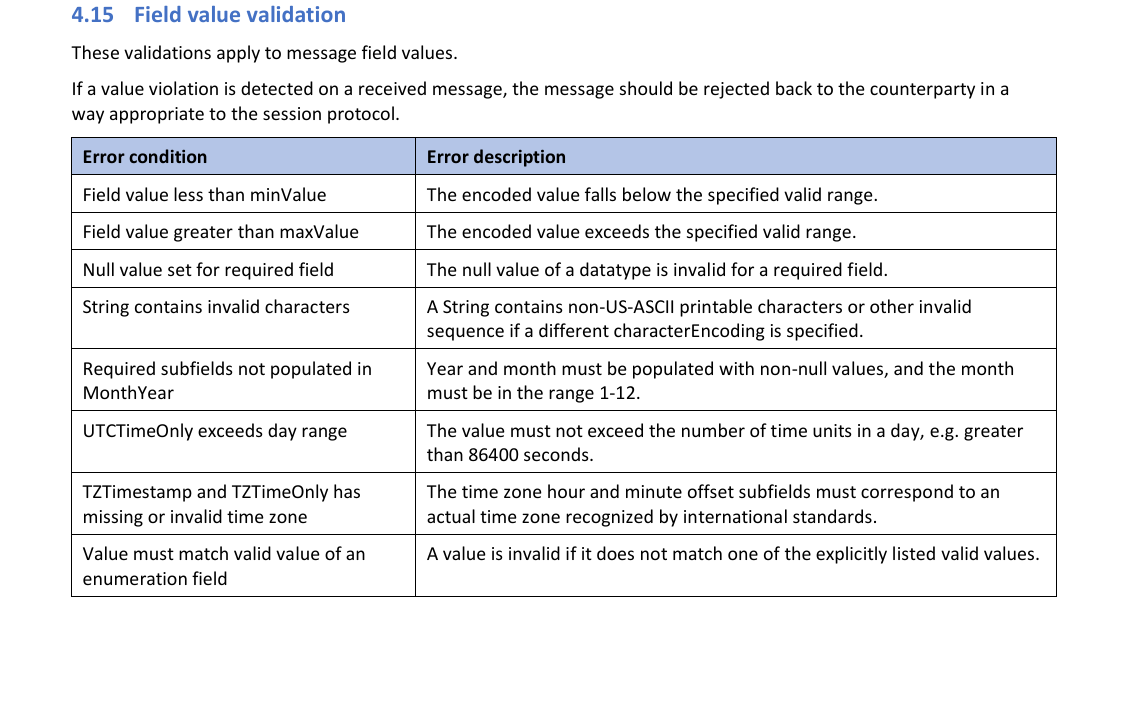 4.15 Field value validation
These validations apply to message field values.
If a value violation is detected on a received message, the message should be rejected back to the counterparty in a
way appropriate to the session protocol.
Error condition
Error description
Field value less than minValue
The encoded value falls below the specified valid range.
Field value greater than maxValue
The encoded value exceeds the specified valid range.
Null value set for required field
The null value of a datatype is invalid for a required field.
String contains invalid characters
A String contains non-US-ASCII printable characters or other invalid
sequence if a different characterEncoding is specified.
Required subfields not populated in
MonthYear
Year and month must be populated with non-null values, and the month
must be in the range 1-12.
UTCTimeOnly exceeds day range
The value must not exceed the number of time units in a day, e.g. greater
than 86400 seconds.
TZTimestamp and TZTimeOnly has
missing or invalid time zone
The time zone hour and minute offset subfields must correspond to an
actual time zone recognized by international standards.
Value must match valid value of an
enumeration field
A value is invalid if it does not match one of the explicitly listed valid values.